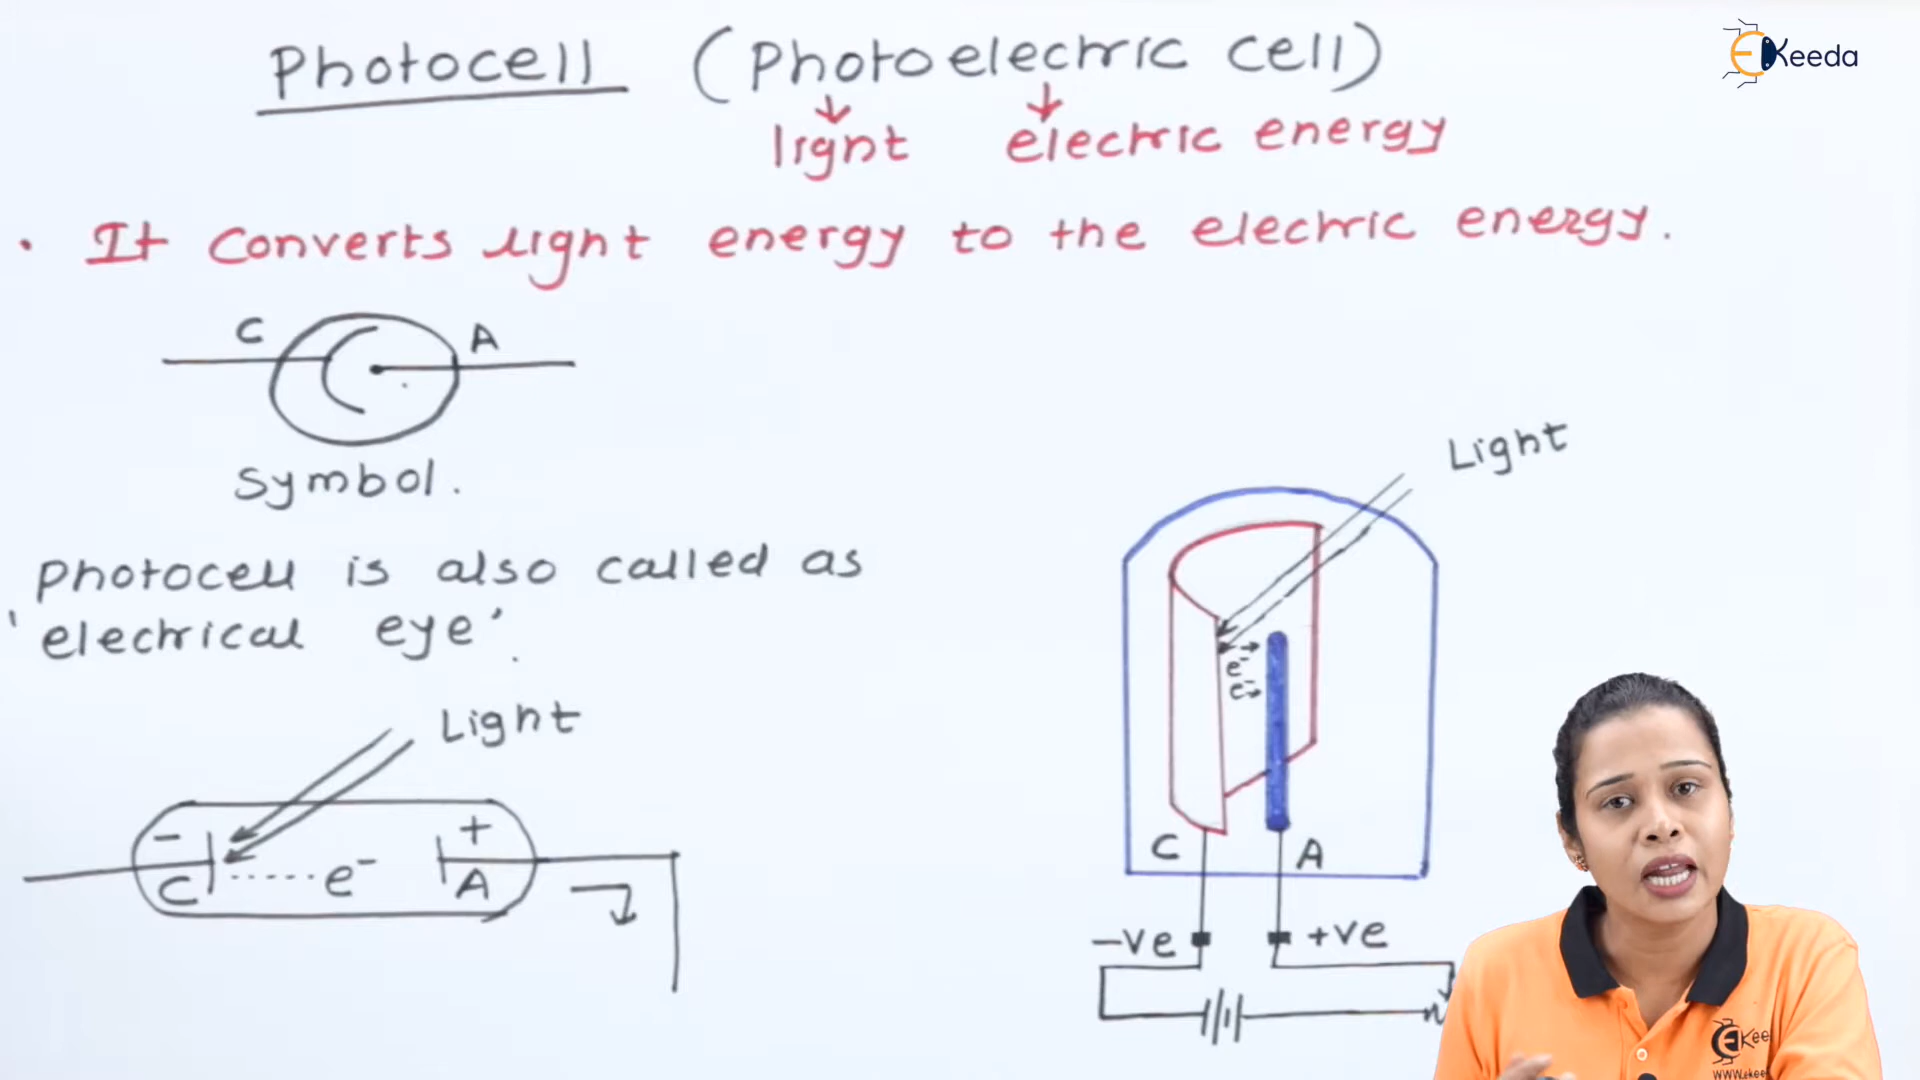 Photocell (Photoelectric cell)
EKeeda
light electric energy
. It converts light energy to the electric energy.
C A
Symbol.
Light
Photocell is also called as
'electrical eye'.
Light
- +
C e- A
e-
e-
C A
-ve +ve
EKee